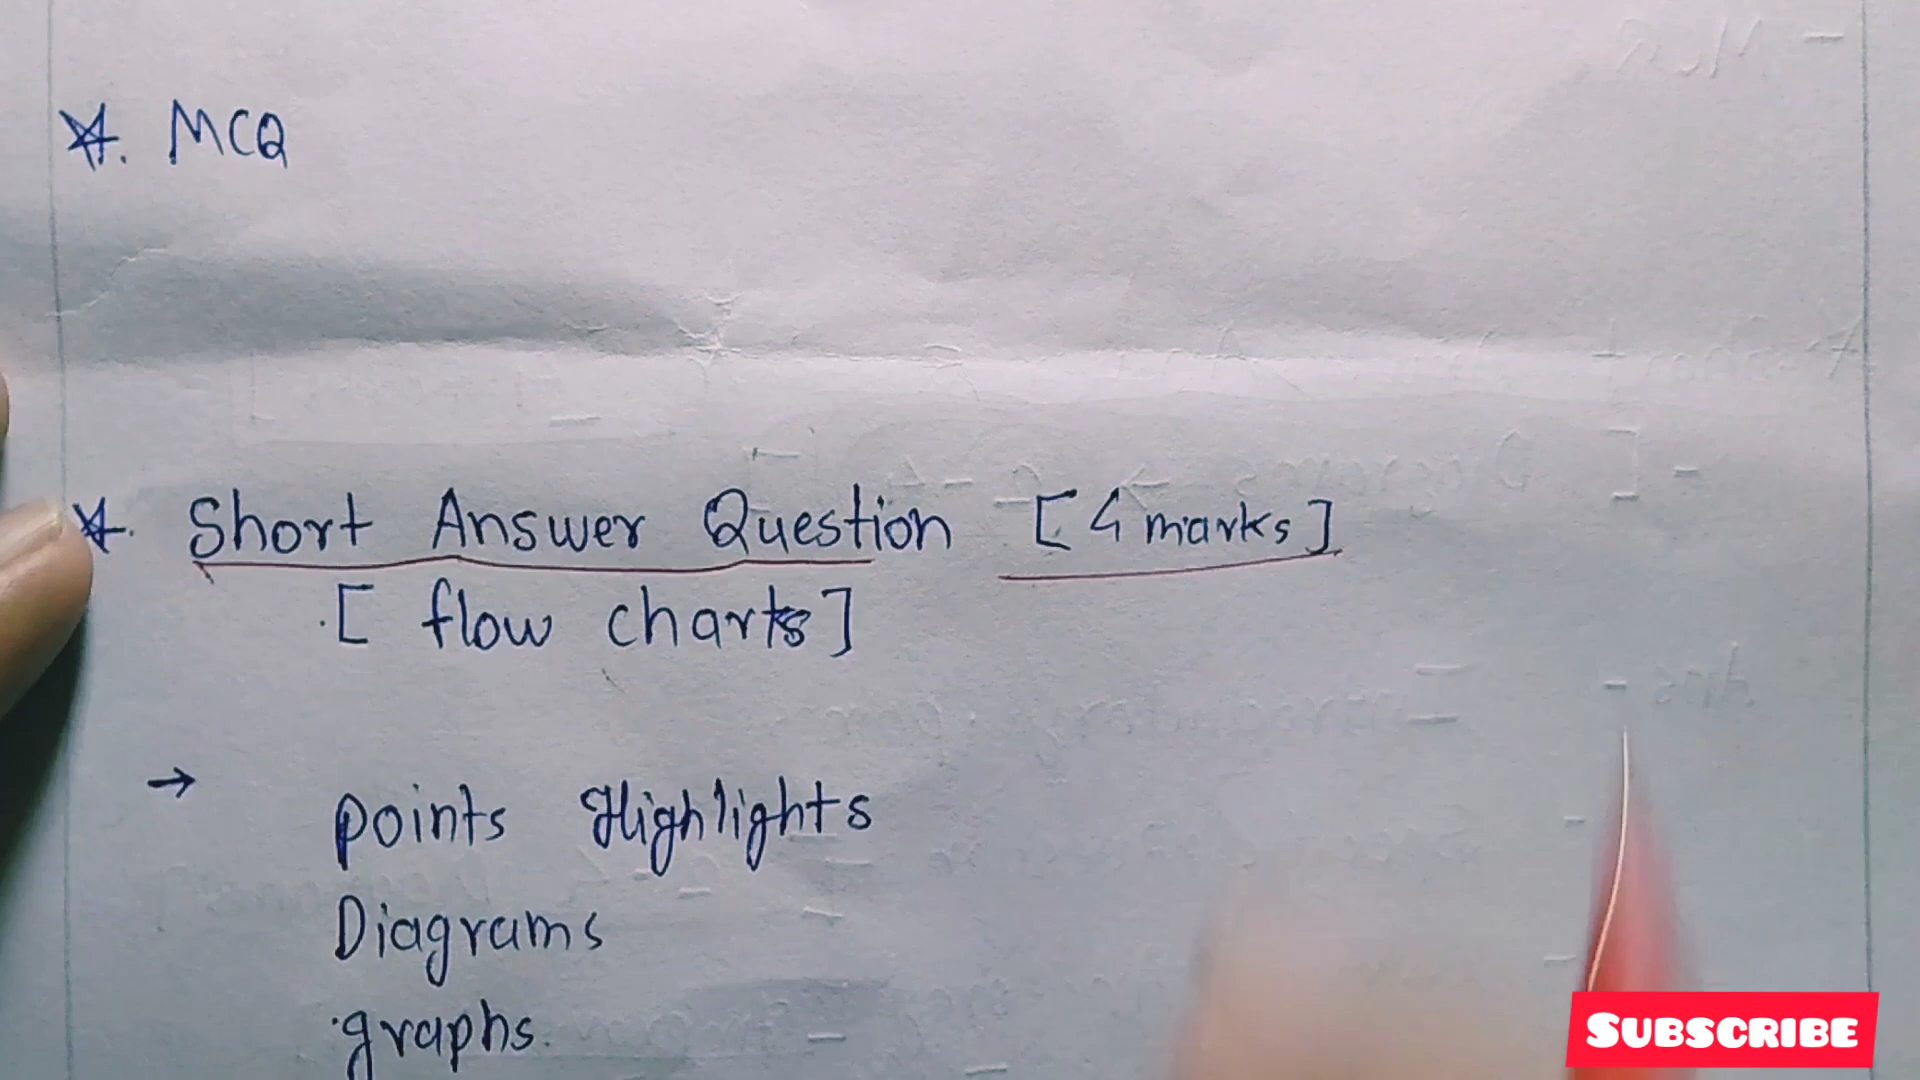 ☆. MCQ
☆. Short Answer Question [4 marks]
[flow charts]
→ points Highlights
Diagrams
graphs.
SUBSCRIBE